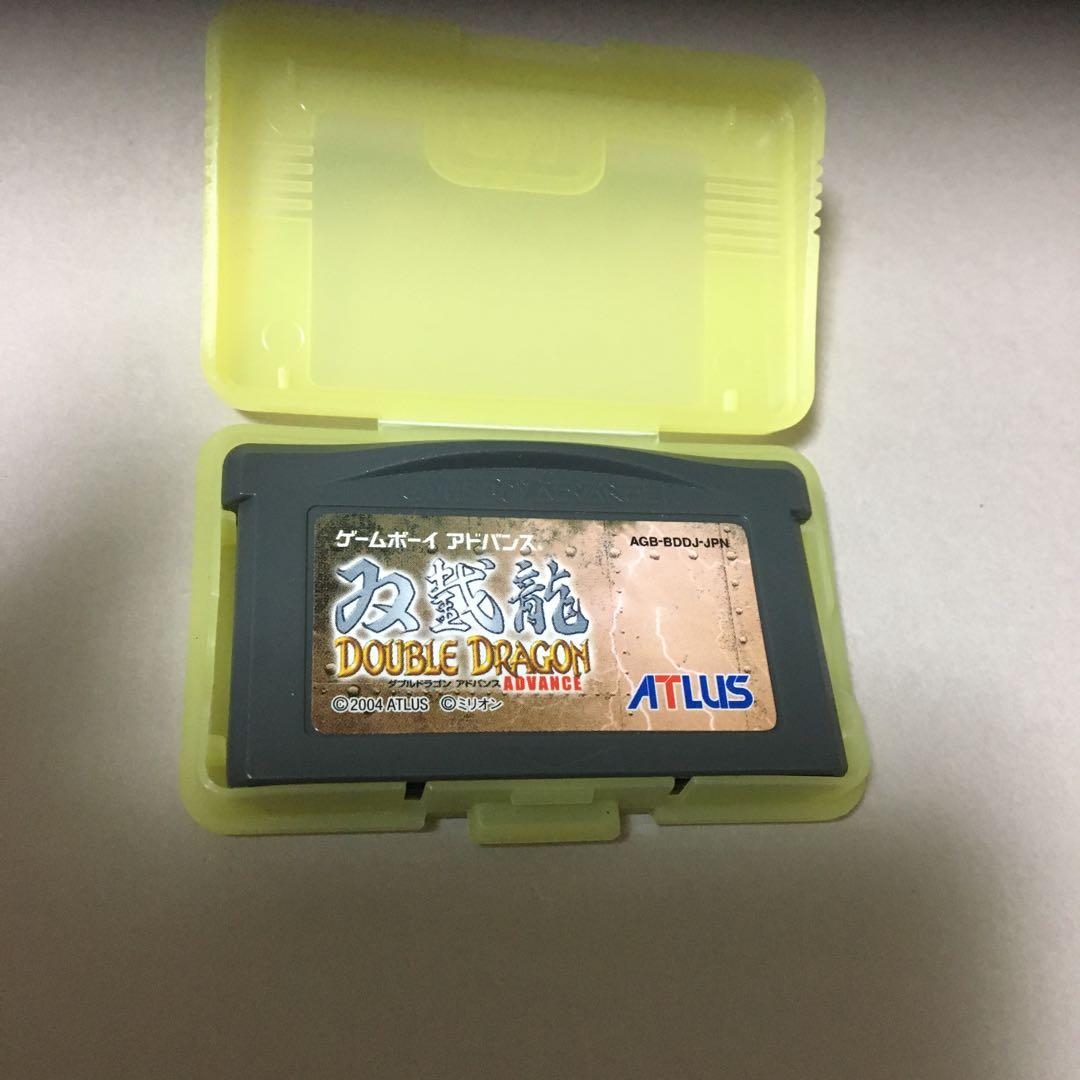 ゲームボーイ アドバンス
AGB-BDDJ-JPN
双截龍
DOUBLE DRAGON
ダブルドラゴン アドバンス
ADVANCE
©2004 ATLUS ©ミリオン
ATLUS